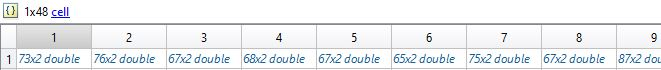 {} 1x48 cell
1 2 3 4 5 6 7 8 9
1 73x2 double 76x2 double 67x2 double 68x2 double 67x2 double 65x2 double 75x2 double 67x2 double 87x2 do